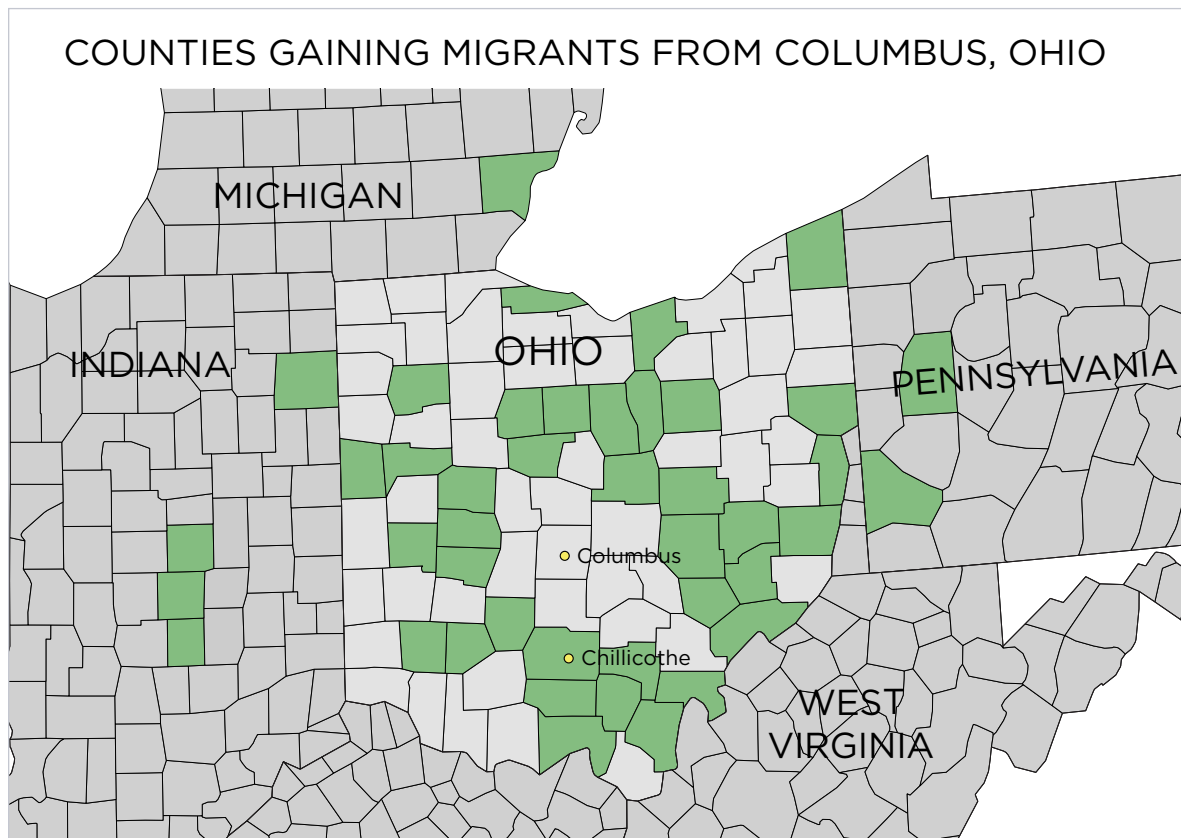 COUNTIES GAINING MIGRANTS FROM COLUMBUS, OHIO
MICHIGAN
INDIANA
OHIO
PENNSYLVANIA
Columbus
Chillicothe
WEST
VIRGINIA